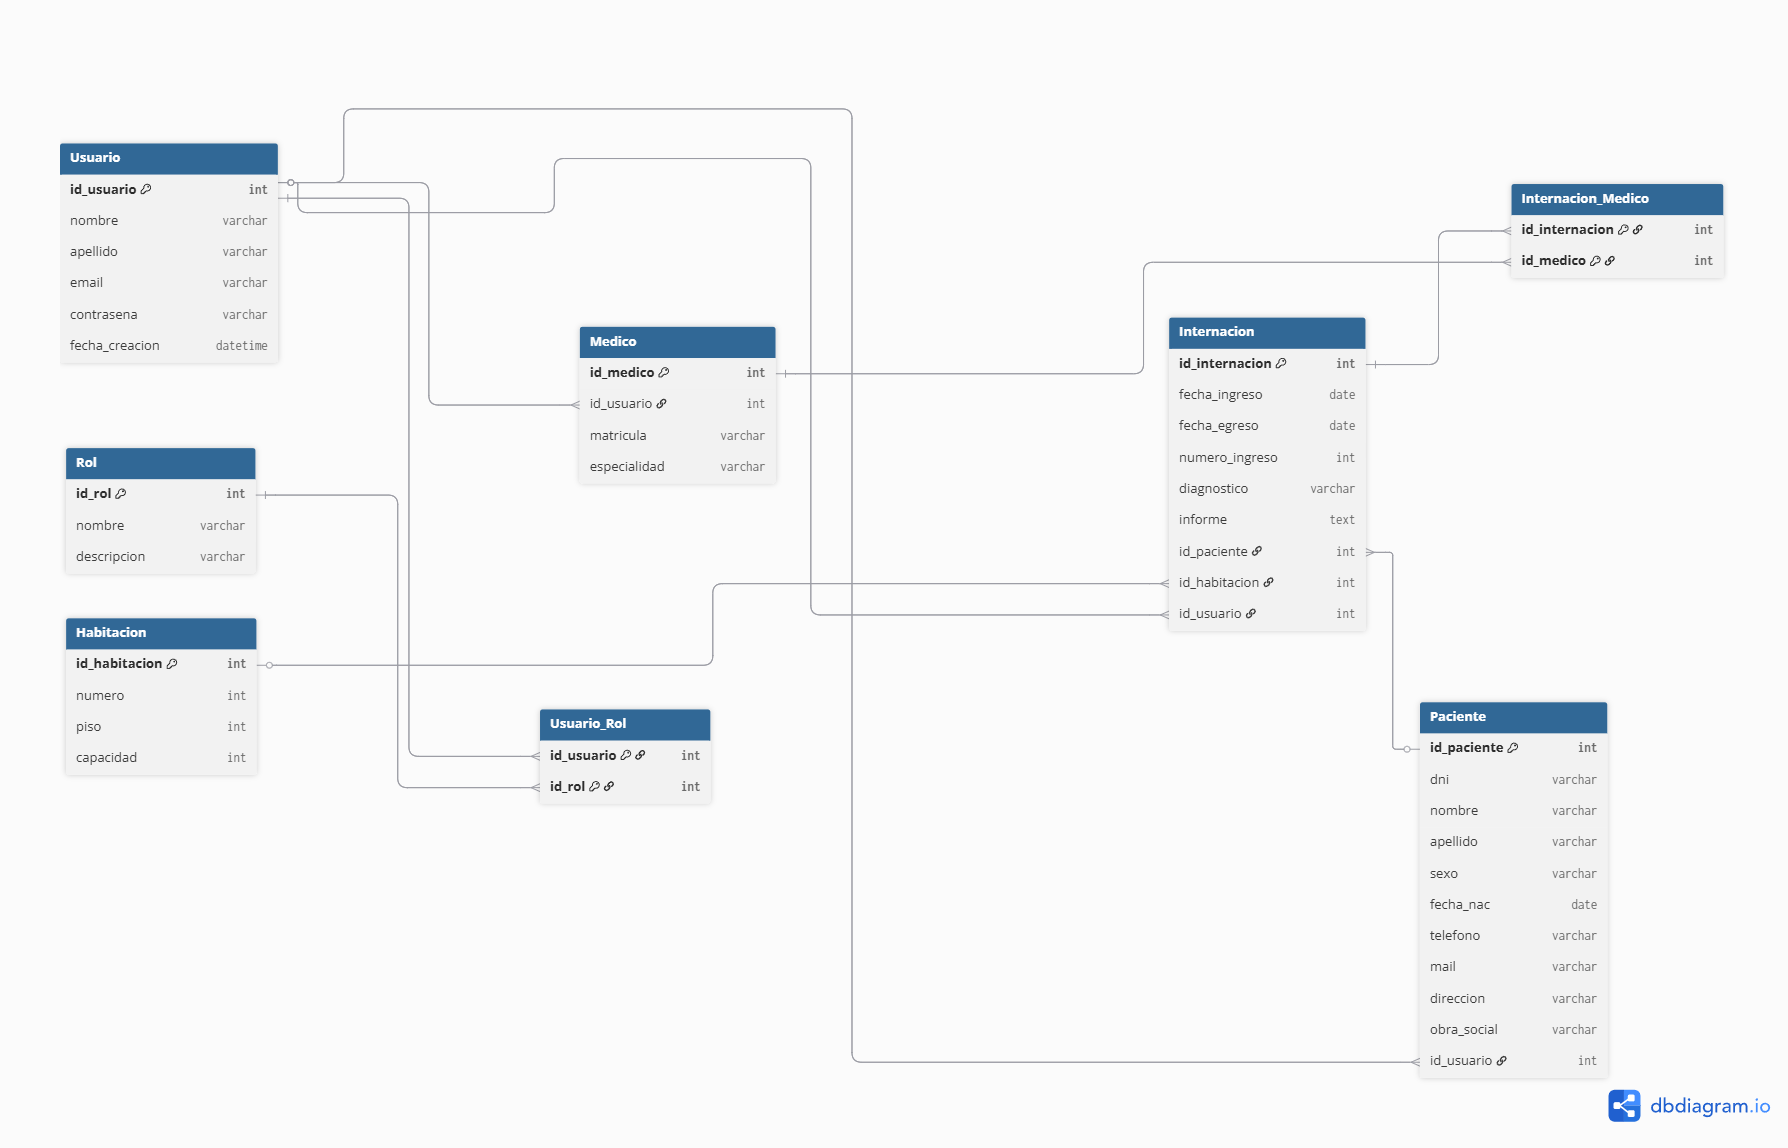 Usuario
id_usuario int
nombre varchar
apellido varchar
email varchar
contrasena varchar
fecha_creacion datetime
Rol
id_rol int
nombre varchar
descripcion varchar
Habitacion
id_habitacion int
numero int
piso int
capacidad int
Medico
id_medico int
id_usuario int
matricula varchar
especialidad varchar
Usuario_Rol
id_usuario int
id_rol int
Internacion
id_internacion int
fecha_ingreso date
fecha_egreso date
numero_ingreso int
diagnostico varchar
informe text
id_paciente int
id_habitacion int
id_usuario int
Internacion_Medico
id_internacion int
id_medico int
Paciente
id_paciente int
dni varchar
nombre varchar
apellido varchar
sexo varchar
fecha_nac date
telefono varchar
mail varchar
direccion varchar
obra_social varchar
id_usuario int
dbdiagram.io